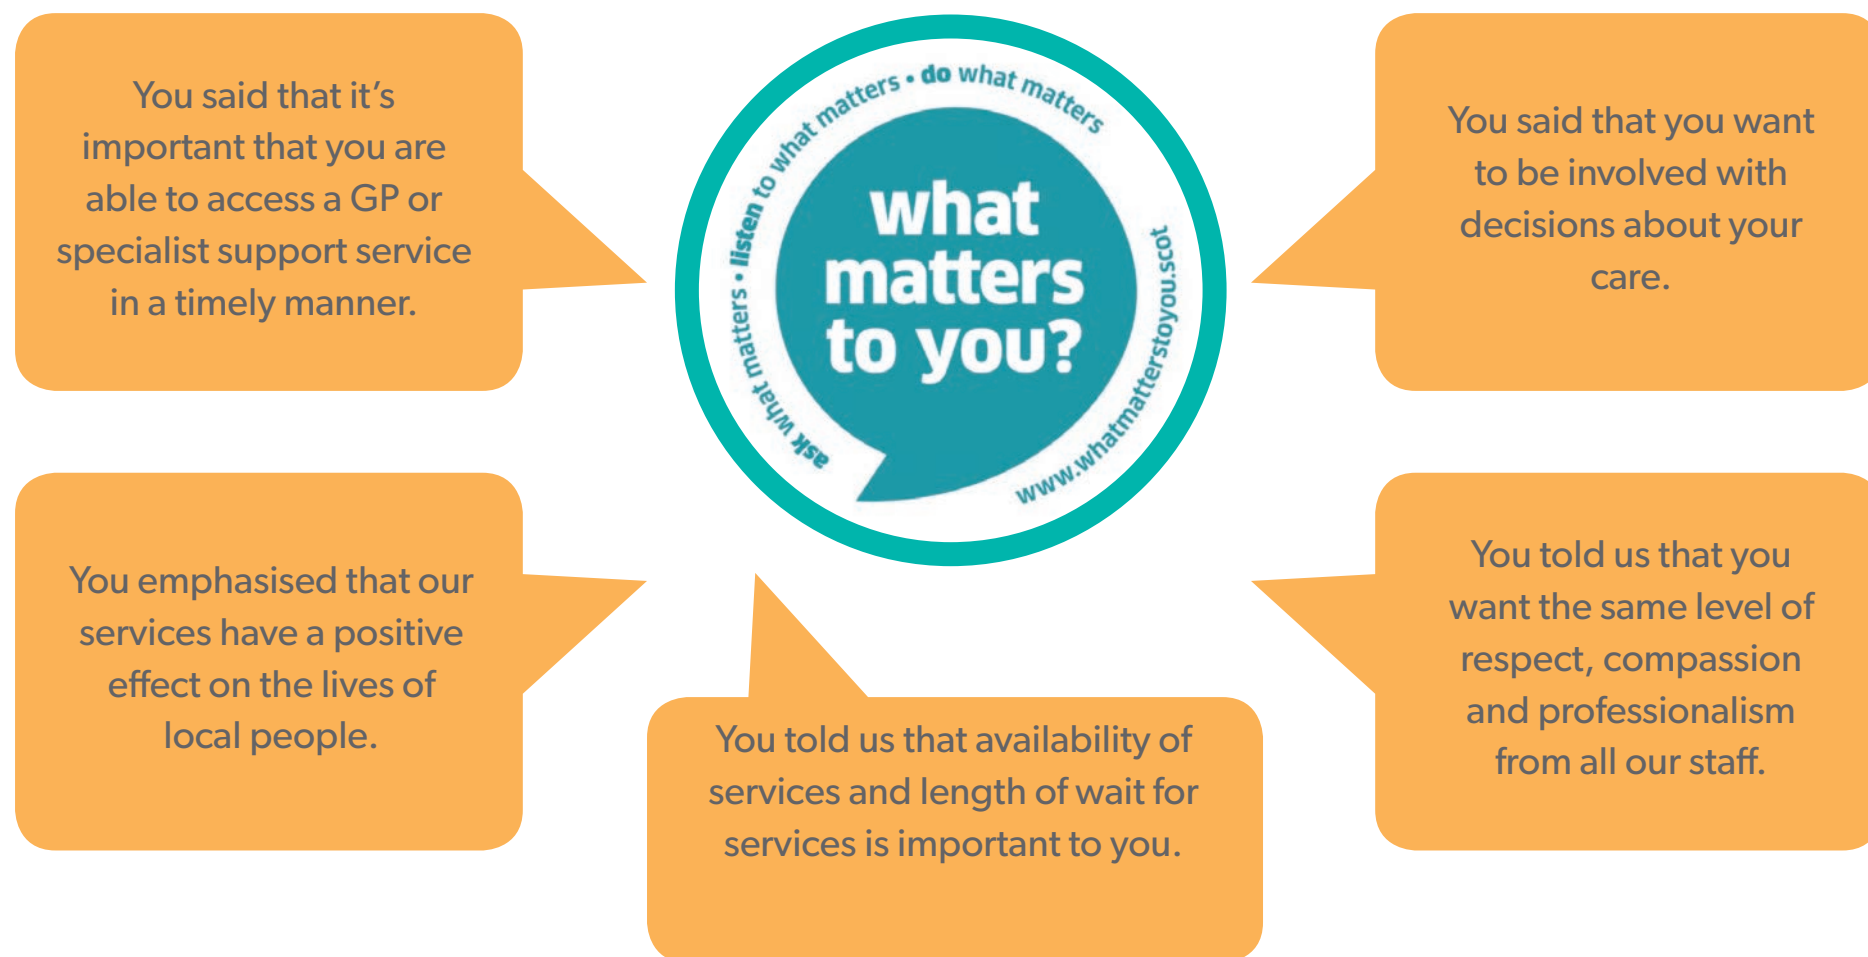 You said that it's
important that you are
able to access a GP or
specialist support service
in a timely manner.
ask what matters • listen to what matters • do what matters
what
matters
to you?
www.whatmatterstoyou.scot
You said that you want
to be involved with
decisions about your
care.
You emphasised that our
services have a positive
effect on the lives of
local people.
You told us that availability of
services and length of wait for
services is important to you.
You told us that you
want the same level of
respect, compassion
and professionalism
from all our staff.